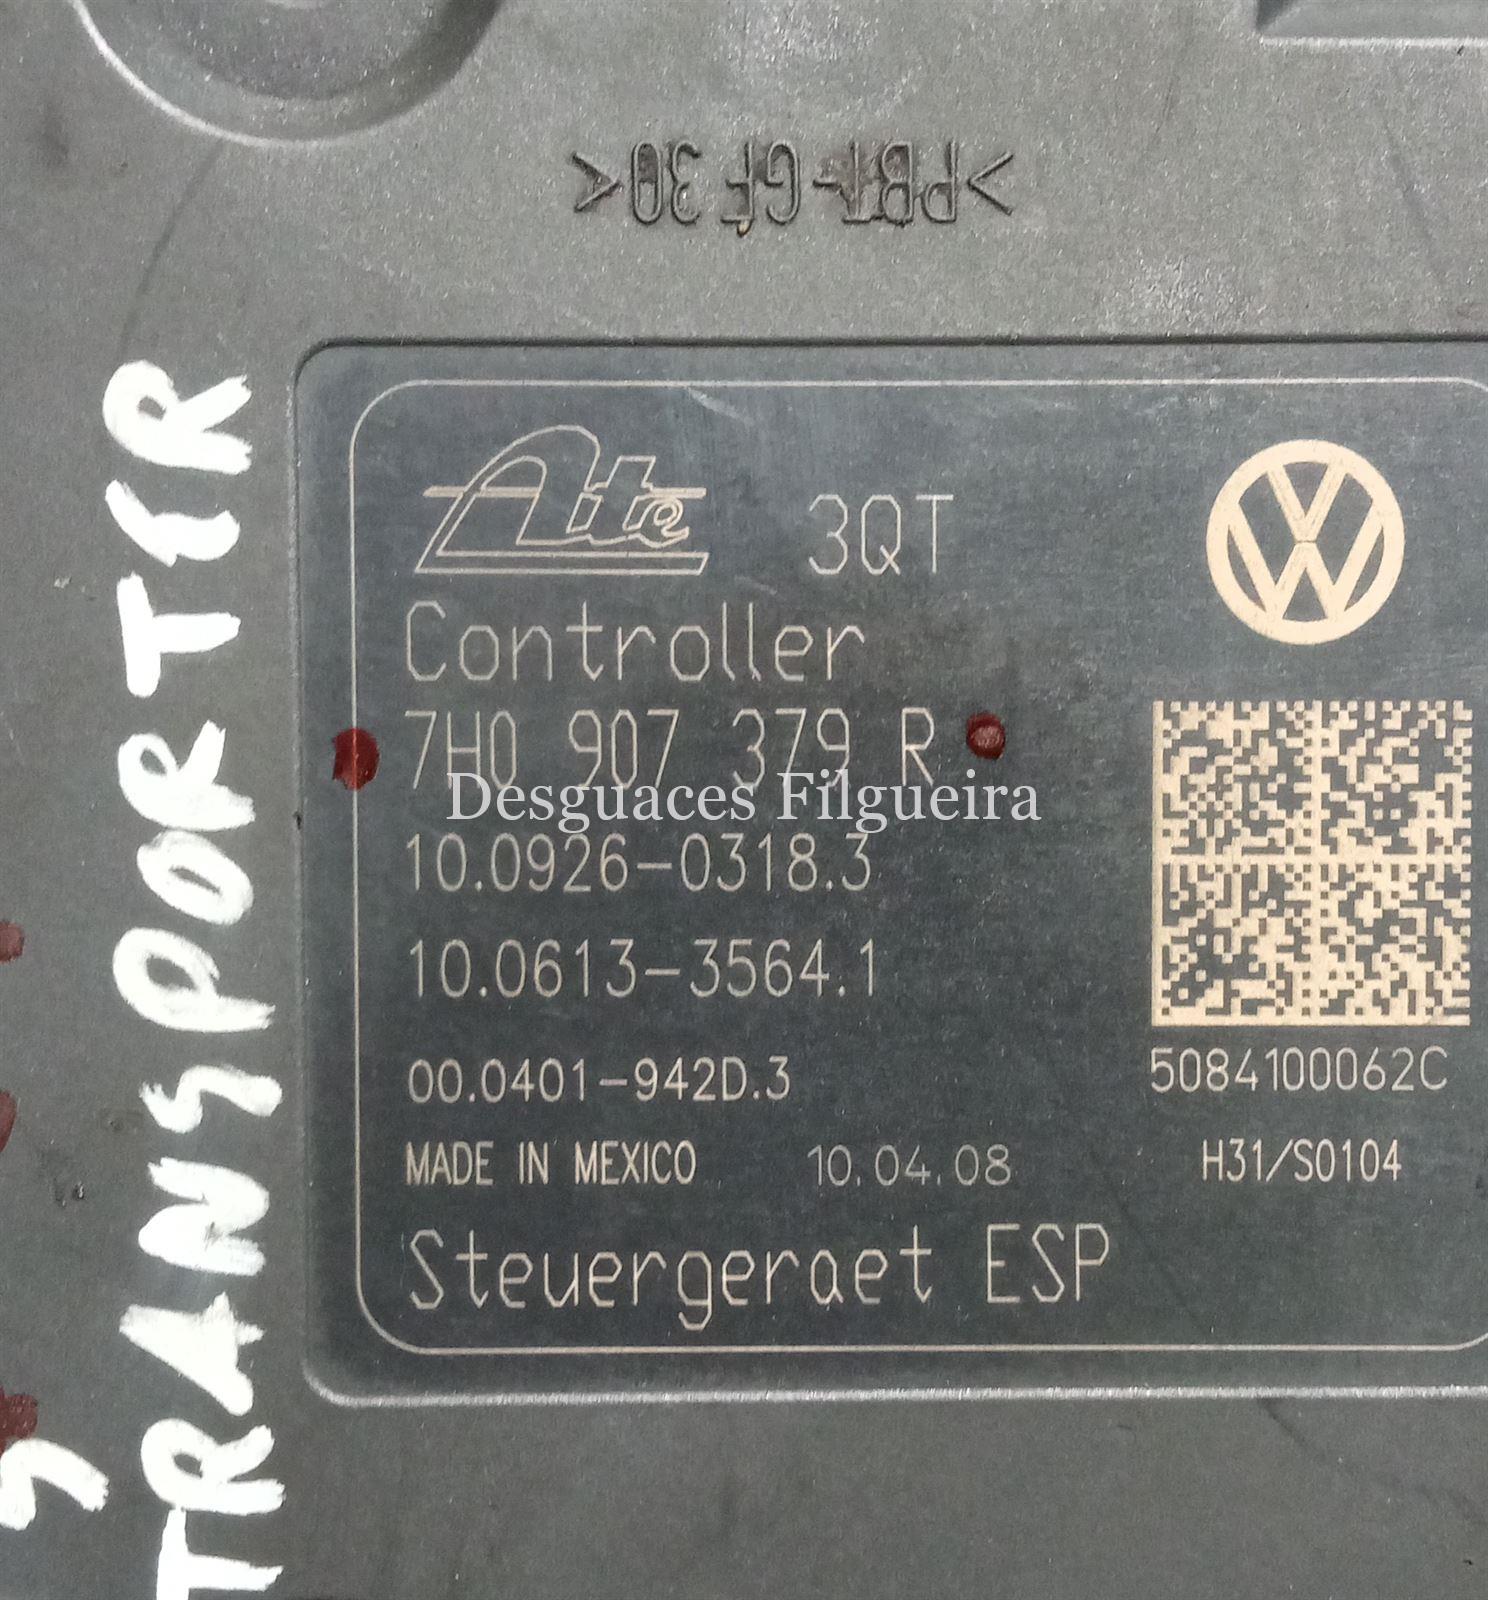 >PBT-GF 30<
Ate 3QT
Controller
7H0 907 379 R
Desguaces Filgueira
10.0926-0318.3
10.0613-3564.1
00.0401-942D.3
5084100062C
MADE IN MEXICO 10.04.08 H31/S0104
Steuergeraet ESP
TRANSPORTER